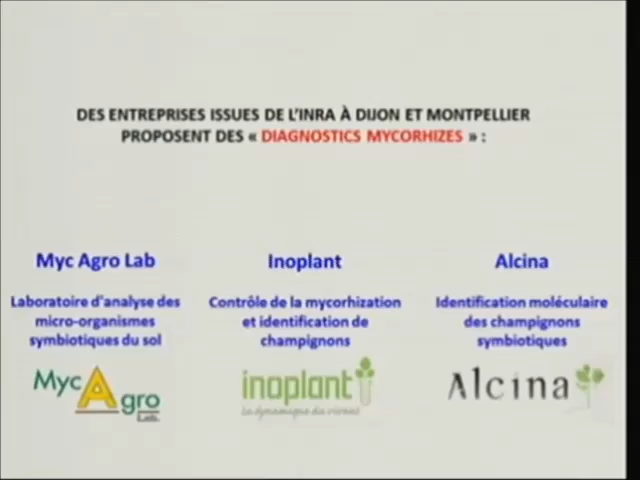 DES ENTREPRISES ISSUES DE L'INRA À DIJON ET MONTPELLIER
PROPOSENT DES « DIAGNOSTICS MYCORHIZES » :
Myc Agro Lab
Laboratoire d'analyse des
micro-organismes
symbiotiques du sol
Myc Agro
Lab.
Inoplant
Contrôle de la mycorhization
et identification de
champignons
inoplant
La dynamique du vivant
Alcina
Identification moléculaire
des champignons
symbiotiques
Alcina